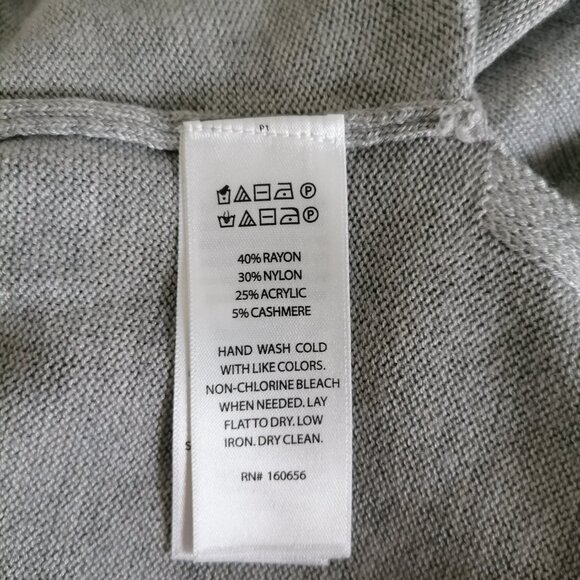 P1
P
P
40% RAYON
30% NYLON
25% ACRYLIC
5% CASHMERE
HAND WASH COLD
WITH LIKE COLORS.
NON-CHLORINE BLEACH
WHEN NEEDED. LAY
FLAT TO DRY. LOW
IRON. DRY CLEAN.
S
RN# 160656